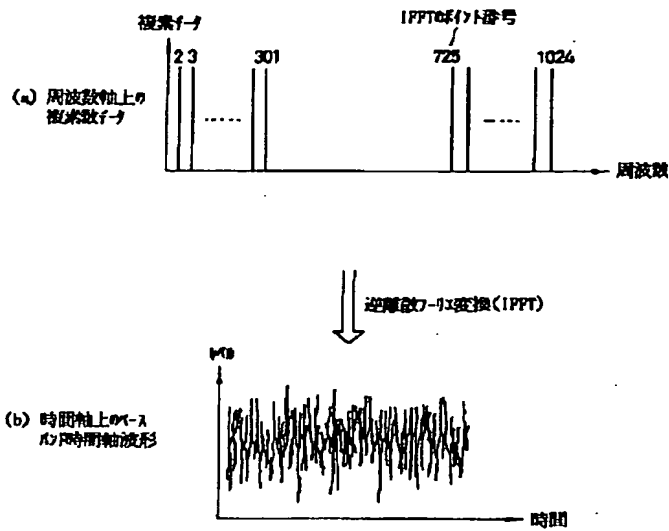 複素データ
IFFTのポイント番号
2 3 301 725 1024
(a) 周波数軸上の
複素数データ
周波数
逆離散フーリエ変換(IFFT)
レベル
(b) 時間軸上のベース
バンド時間軸波形
時間